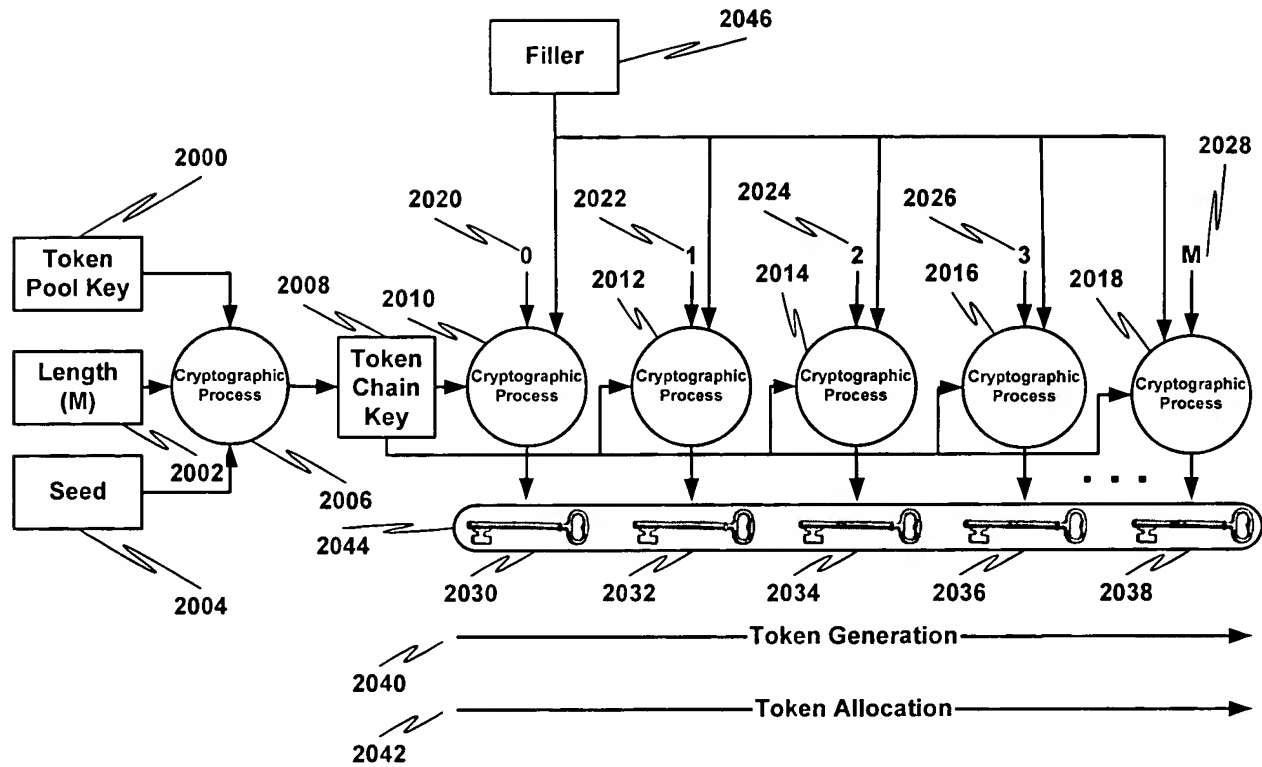 2046
Filler
2000
2028
2020
2022
2024
2026
Token
Pool Key
0
1
2
3
M
2008
2010
2012
2014
2016
2018
Length
(M)
Cryptographic
Process
Token
Chain
Key
Cryptographic
Process
Cryptographic
Process
Cryptographic
Process
Cryptographic
Process
Cryptographic
Process
2002
Seed
2006
. . .
2044
2004
2030
2032
2034
2036
2038
Token Generation
2040
Token Allocation
2042